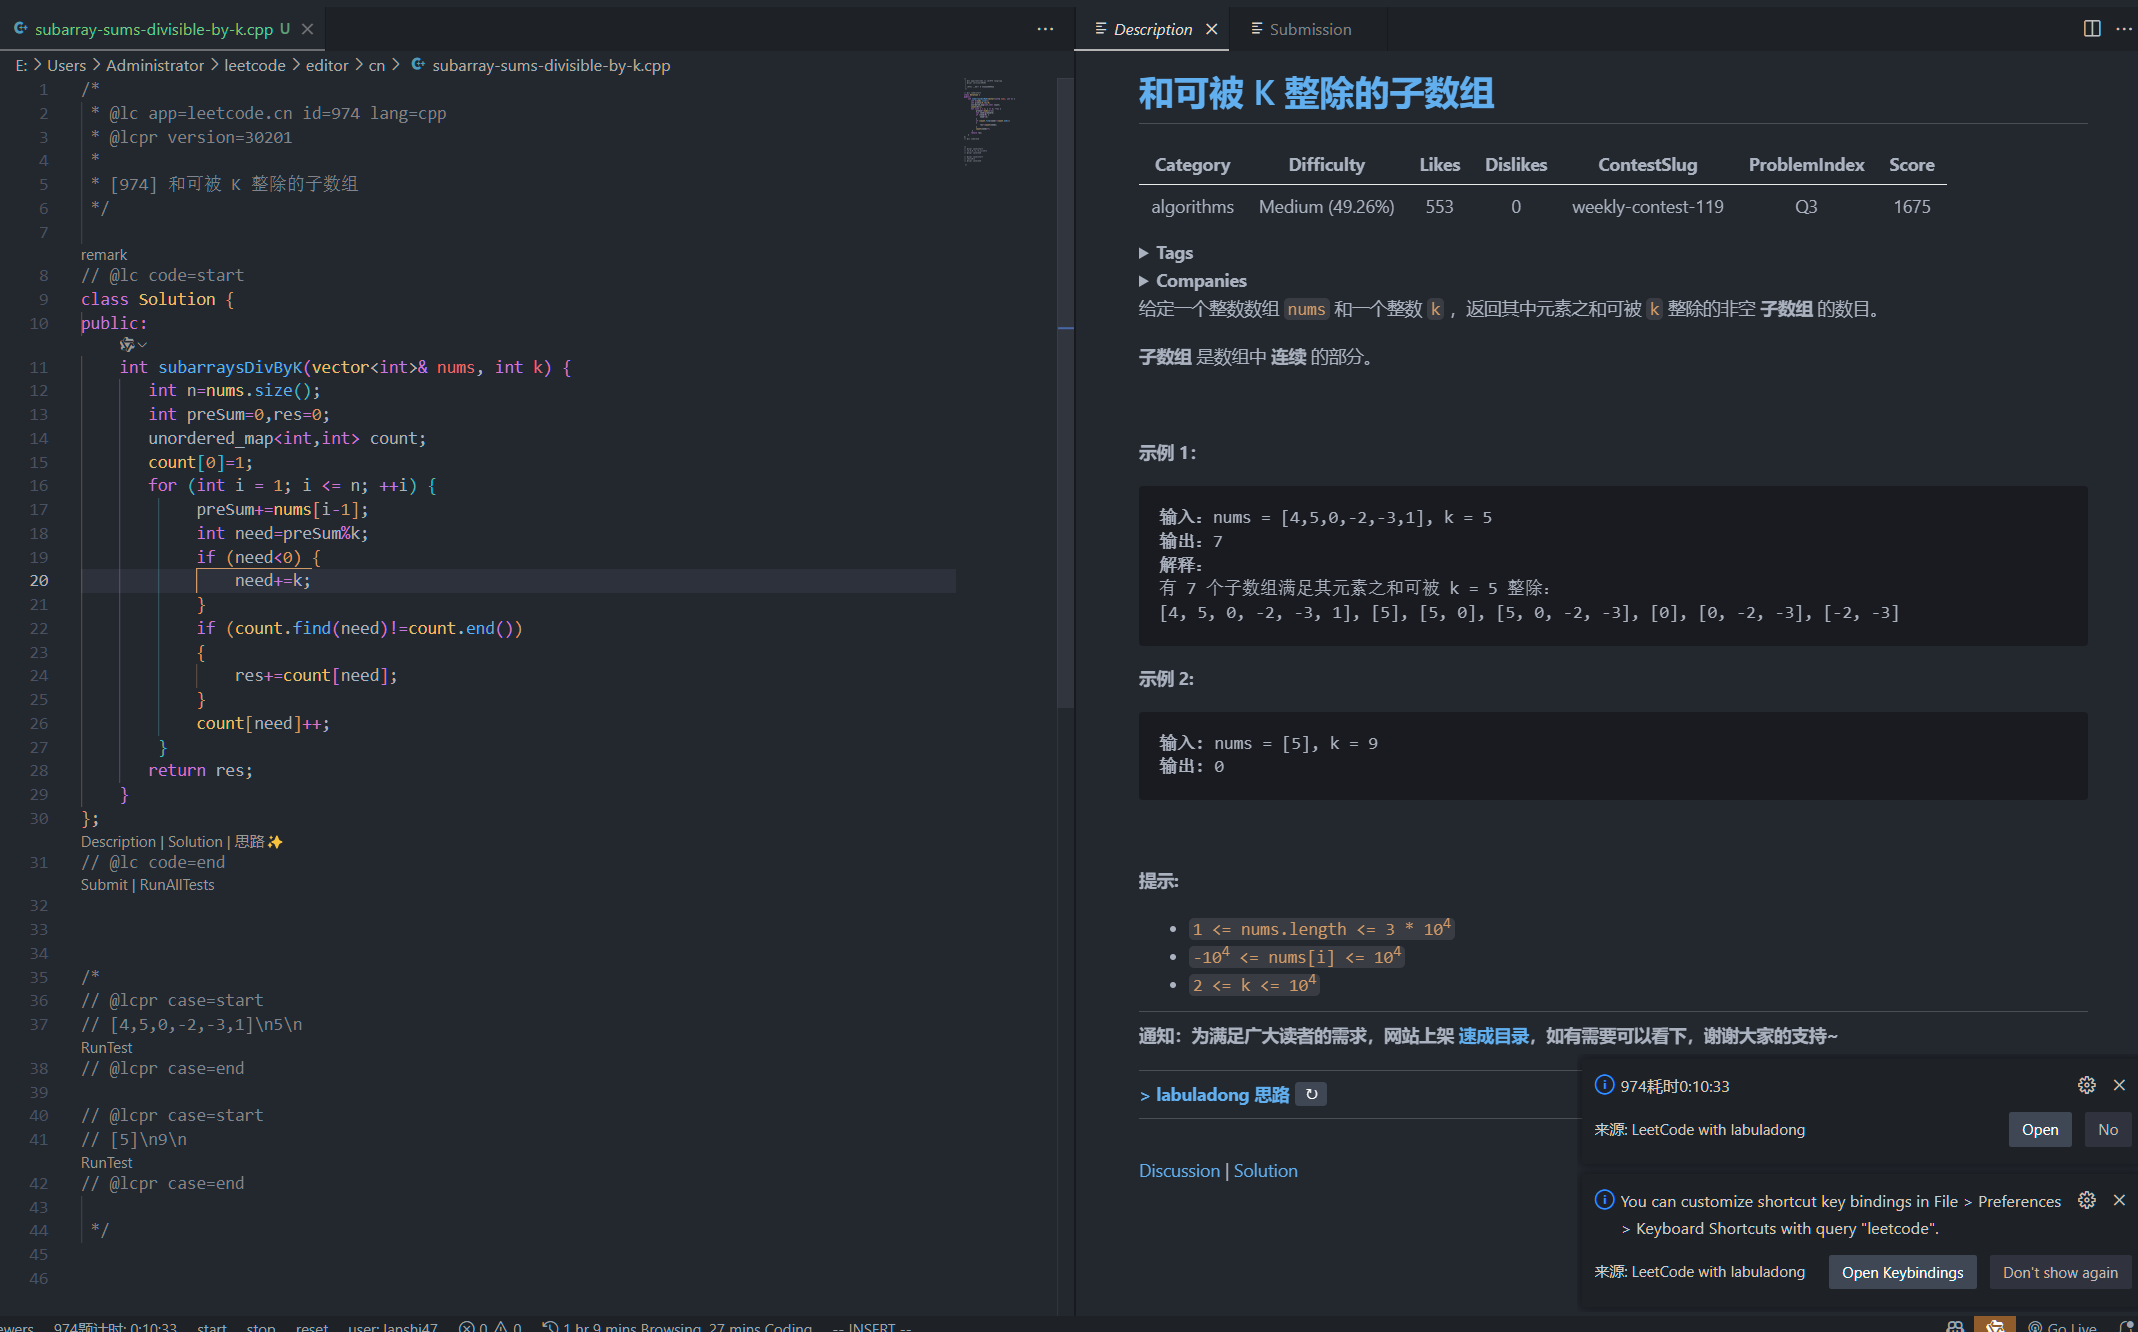 subarray-sums-divisible-by-k.cpp U
E: > Users > Administrator > leetcode > editor > cn > subarray-sums-divisible-by-k.cpp
1 /*
2 * @lc app=leetcode.cn id=974 lang=cpp
3 * @lcpr version=30201
4 *
5 * [974] 和可被 K 整除的子数组
6 */
7
remark
8 // @lc code=start
9 class Solution {
10 public:
11 int subarraysDivByK(vector<int>& nums, int k) {
12 int n=nums.size();
13 int preSum=0,res=0;
14 unordered_map<int,int> count;
15 count[0]=1;
16 for (int i = 1; i <= n; ++i) {
17 preSum+=nums[i-1];
18 int need=preSum%k;
19 if (need<0) {
20 need+=k;
21 }
22 if (count.find(need)!=count.end())
23 {
24 res+=count[need];
25 }
26 count[need]++;
27 }
28 return res;
29 }
30 };
Description | Solution | 思路✨
31 // @lc code=end
Submit | RunAllTests
32
33
34
35 /*
36 // @lcpr case=start
37 // [4,5,0,-2,-3,1]\n5\n
RunTest
38 // @lcpr case=end
39
40 // @lcpr case=start
41 // [5]\n9\n
RunTest
42 // @lcpr case=end
43
44 */
45
46
Description
Submission
和可被 K 整除的子数组
Category Difficulty Likes Dislikes ContestSlug ProblemIndex Score
algorithms Medium (49.26%) 553 0 weekly-contest-119 Q3 1675
Tags
Companies
给定一个整数数组 nums 和一个整数 k ，返回其中元素之和可被 k 整除的非空 子数组 的数目。
子数组 是数组中 连续 的部分。
示例 1：
输入：nums = [4,5,0,-2,-3,1], k = 5
输出：7
解释：
有 7 个子数组满足其元素之和可被 k = 5 整除：
[4, 5, 0, -2, -3, 1], [5], [5, 0], [5, 0, -2, -3], [0], [0, -2, -3], [-2, -3]
示例 2:
输入: nums = [5], k = 9
输出: 0
提示:
1 <= nums.length <= 3 * 10⁴
-10⁴ <= nums[i] <= 10⁴
2 <= k <= 10⁴
通知：为满足广大读者的需求，网站上架 速成目录，如有需要可以看下，谢谢大家的支持~
> labuladong 思路 ↻
Discussion | Solution
974耗时0:10:33
来源: LeetCode with labuladong
Open No
You can customize shortcut key bindings in File > Preferences
> Keyboard Shortcuts with query "leetcode".
来源: LeetCode with labuladong
Open Keybindings Don't show again
974题计时: 0:10:33 start stop reset user: lanshi47 0 0 1 hr 9 mins Browsing, 27 mins Coding -- INSERT -- Go Live